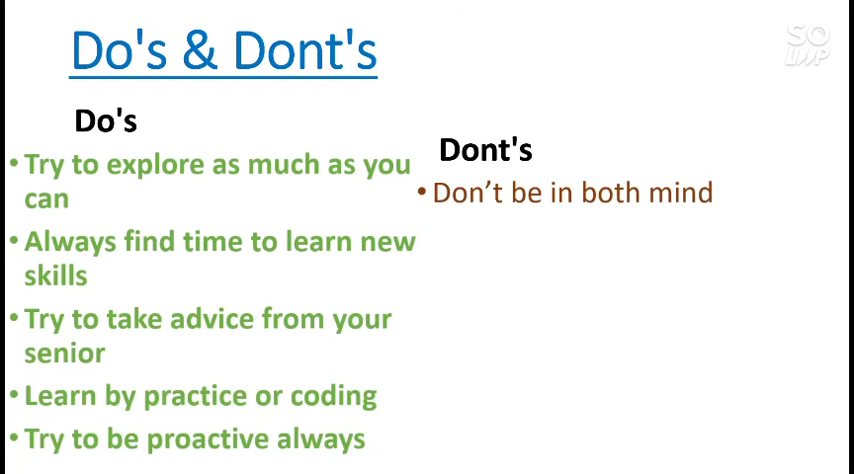 Do's & Dont's
SO
LOOP
Do's
• Try to explore as much as you
can
• Always find time to learn new
skills
• Try to take advice from your
senior
• Learn by practice or coding
• Try to be proactive always
Dont's
• Don’t be in both mind